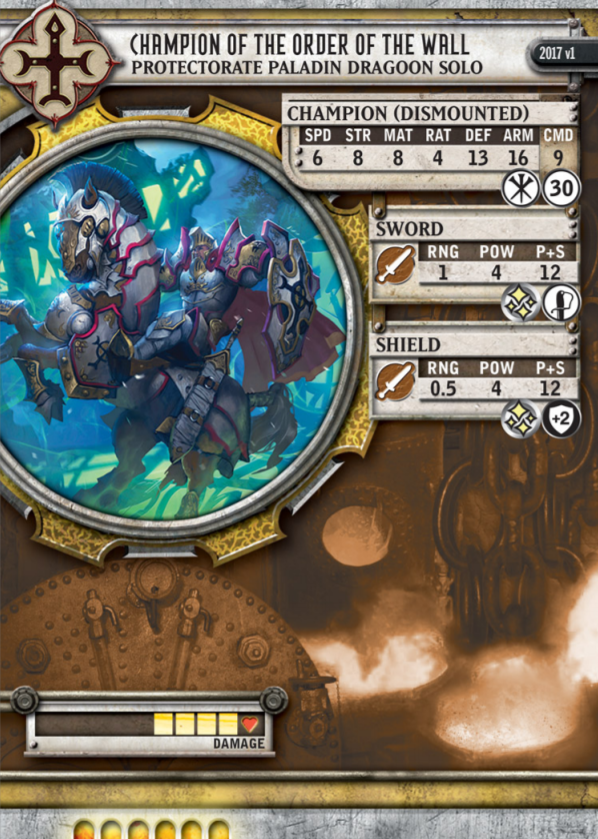 CHAMPION OF THE ORDER OF THE WALL
PROTECTORATE PALADIN DRAGOON SOLO
2017 v1
CHAMPION (DISMOUNTED)
SPD STR MAT RAT DEF ARM CMD
6 8 8 4 13 16 9
30
SWORD
RNG POW P+S
1 4 12
SHIELD
RNG POW P+S
0.5 4 12
+2
DAMAGE